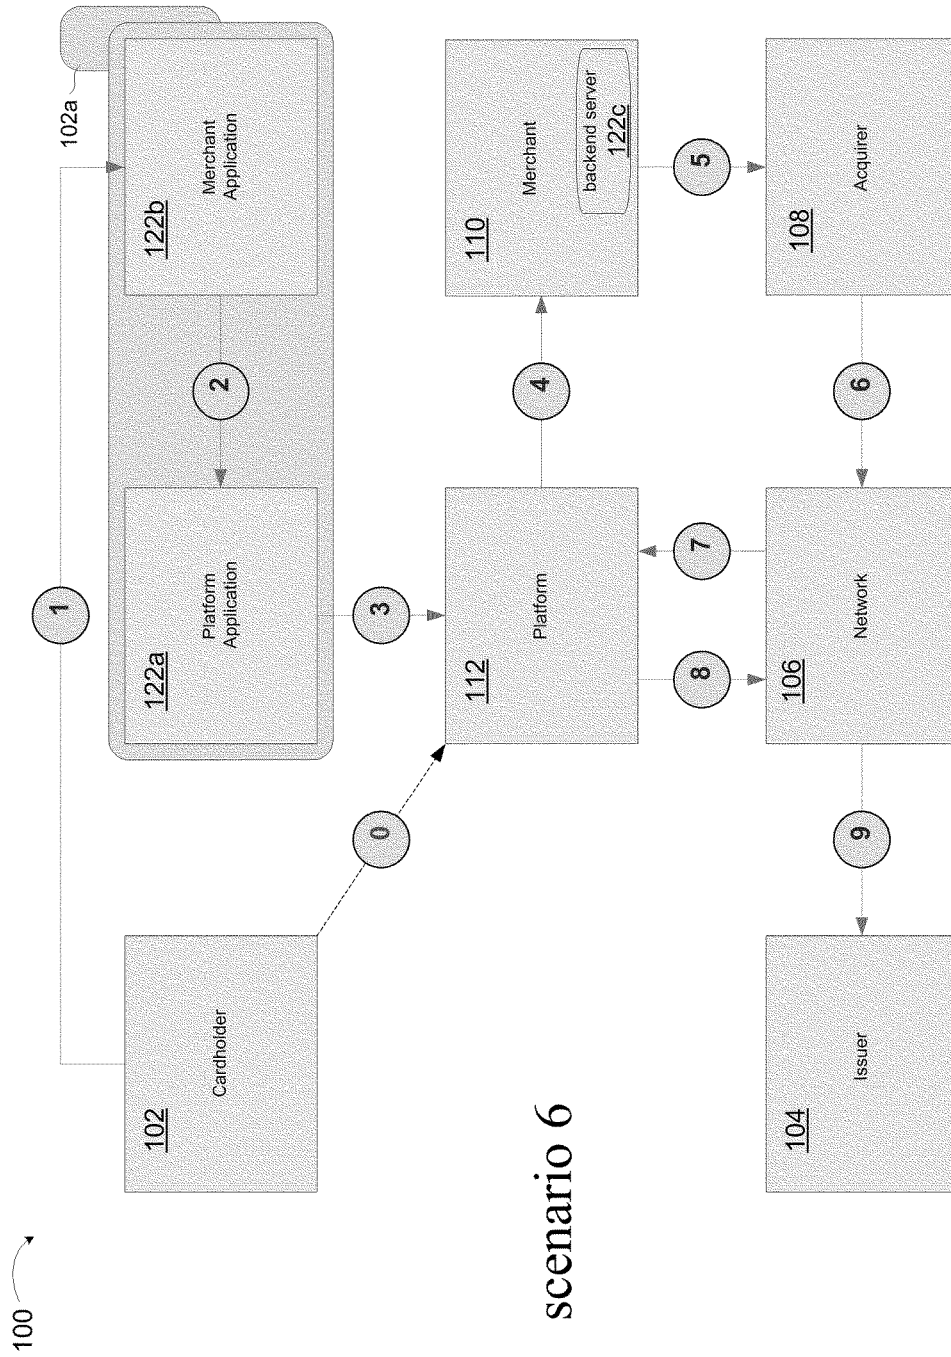 100
102
Cardholder
1
0
102a
122a
Platform
Application
2
122b
Merchant
Application
3
scenario 6
112
Platform
4
110
Merchant
backend server
122c
8
7
5
104
Issuer
9
106
Network
6
108
Acquirer